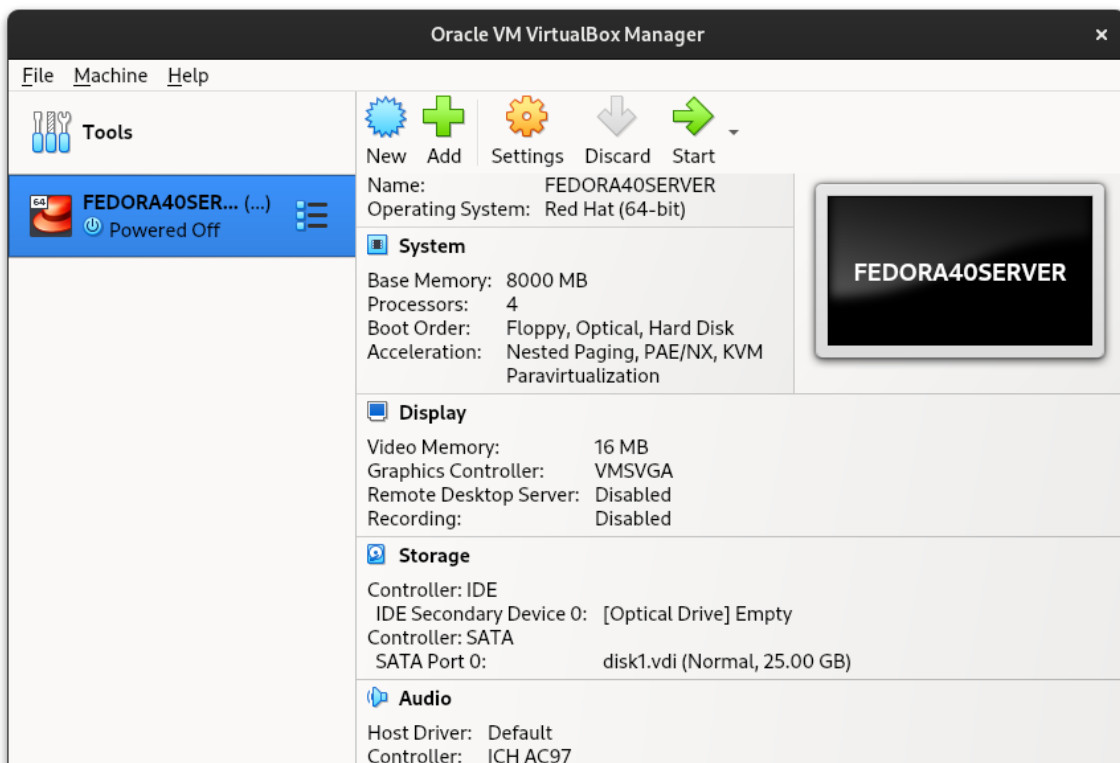 Oracle VM VirtualBox Manager
File Machine Help
Tools
New Add Settings Discard Start
64
FEDORA40SER... (...)
Powered Off
Name: FEDORA40SERVER
Operating System: Red Hat (64-bit)
System
Base Memory: 8000 MB
Processors: 4
Boot Order: Floppy, Optical, Hard Disk
Acceleration: Nested Paging, PAE/NX, KVM
Paravirtualization
FEDORA40SERVER
Display
Video Memory: 16 MB
Graphics Controller: VMSVGA
Remote Desktop Server: Disabled
Recording: Disabled
Storage
Controller: IDE
IDE Secondary Device 0: [Optical Drive] Empty
Controller: SATA
SATA Port 0: disk1.vdi (Normal, 25.00 GB)
Audio
Host Driver: Default
Controller: ICH AC97